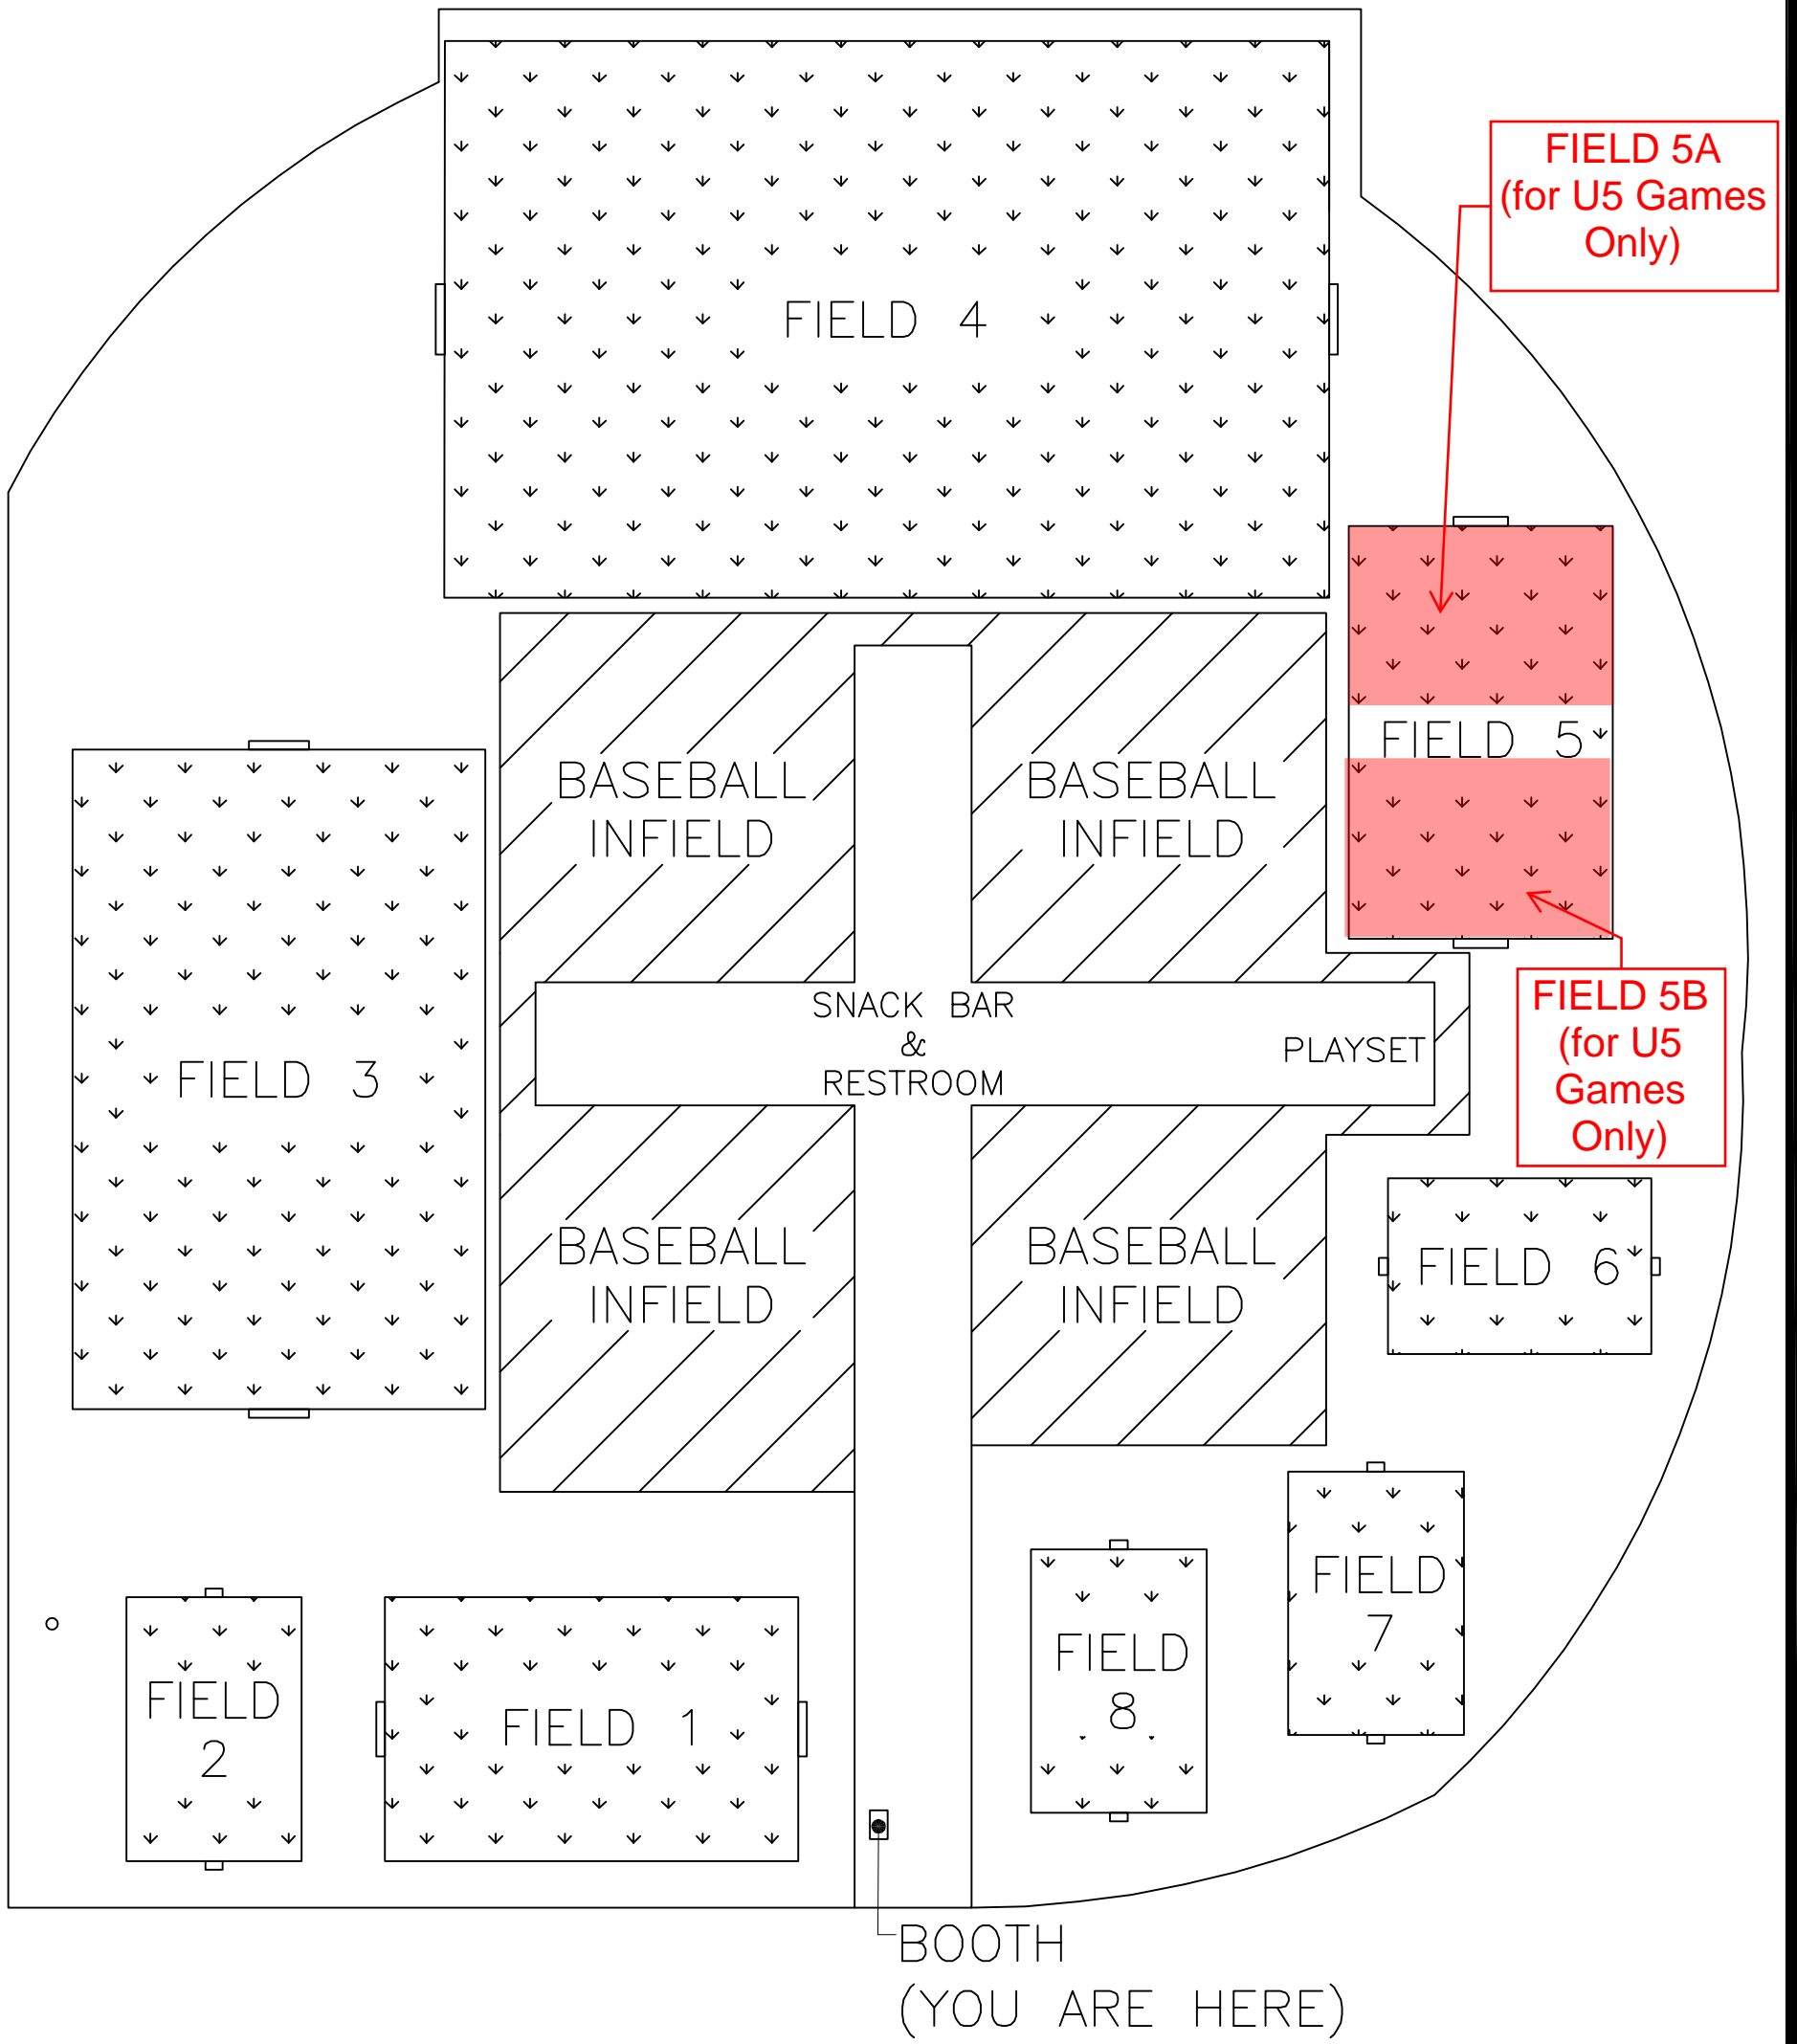 FIELD 5A
(for U5 Games
Only)
FIELD 4
FIELD 5
BASEBALL
INFIELD
BASEBALL
INFIELD
SNACK BAR
&
RESTROOM
PLAYSET
FIELD 5B
(for U5
Games
Only)
FIELD 3
BASEBALL
INFIELD
BASEBALL
INFIELD
FIELD 6
FIELD
7
FIELD
8
FIELD
2
FIELD 1
BOOTH
(YOU ARE HERE)